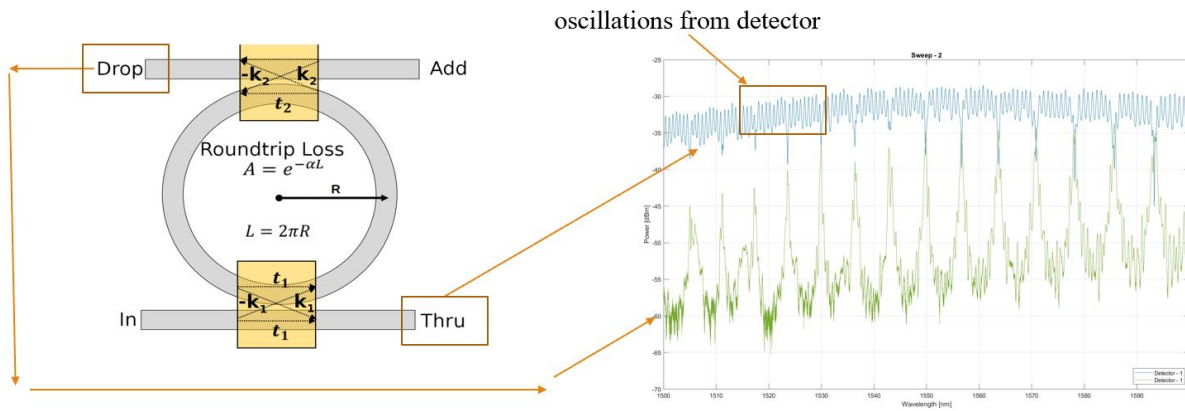 oscillations from detector
Drop
-k₂
k₂
Add
t₂
Roundtrip Loss
A = e^{-αL}
R
L = 2πR
t₁
-k₁
k₁
In
t₁
Thru
Sweep - 2
Power [dBm]
-25
-30
-35
-40
-45
-50
-55
-60
-65
-70
1500
1510
1520
1530
1540
1550
1560
1570
1580
1590
Wavelength [nm]
Detector - 1
Detector - 1